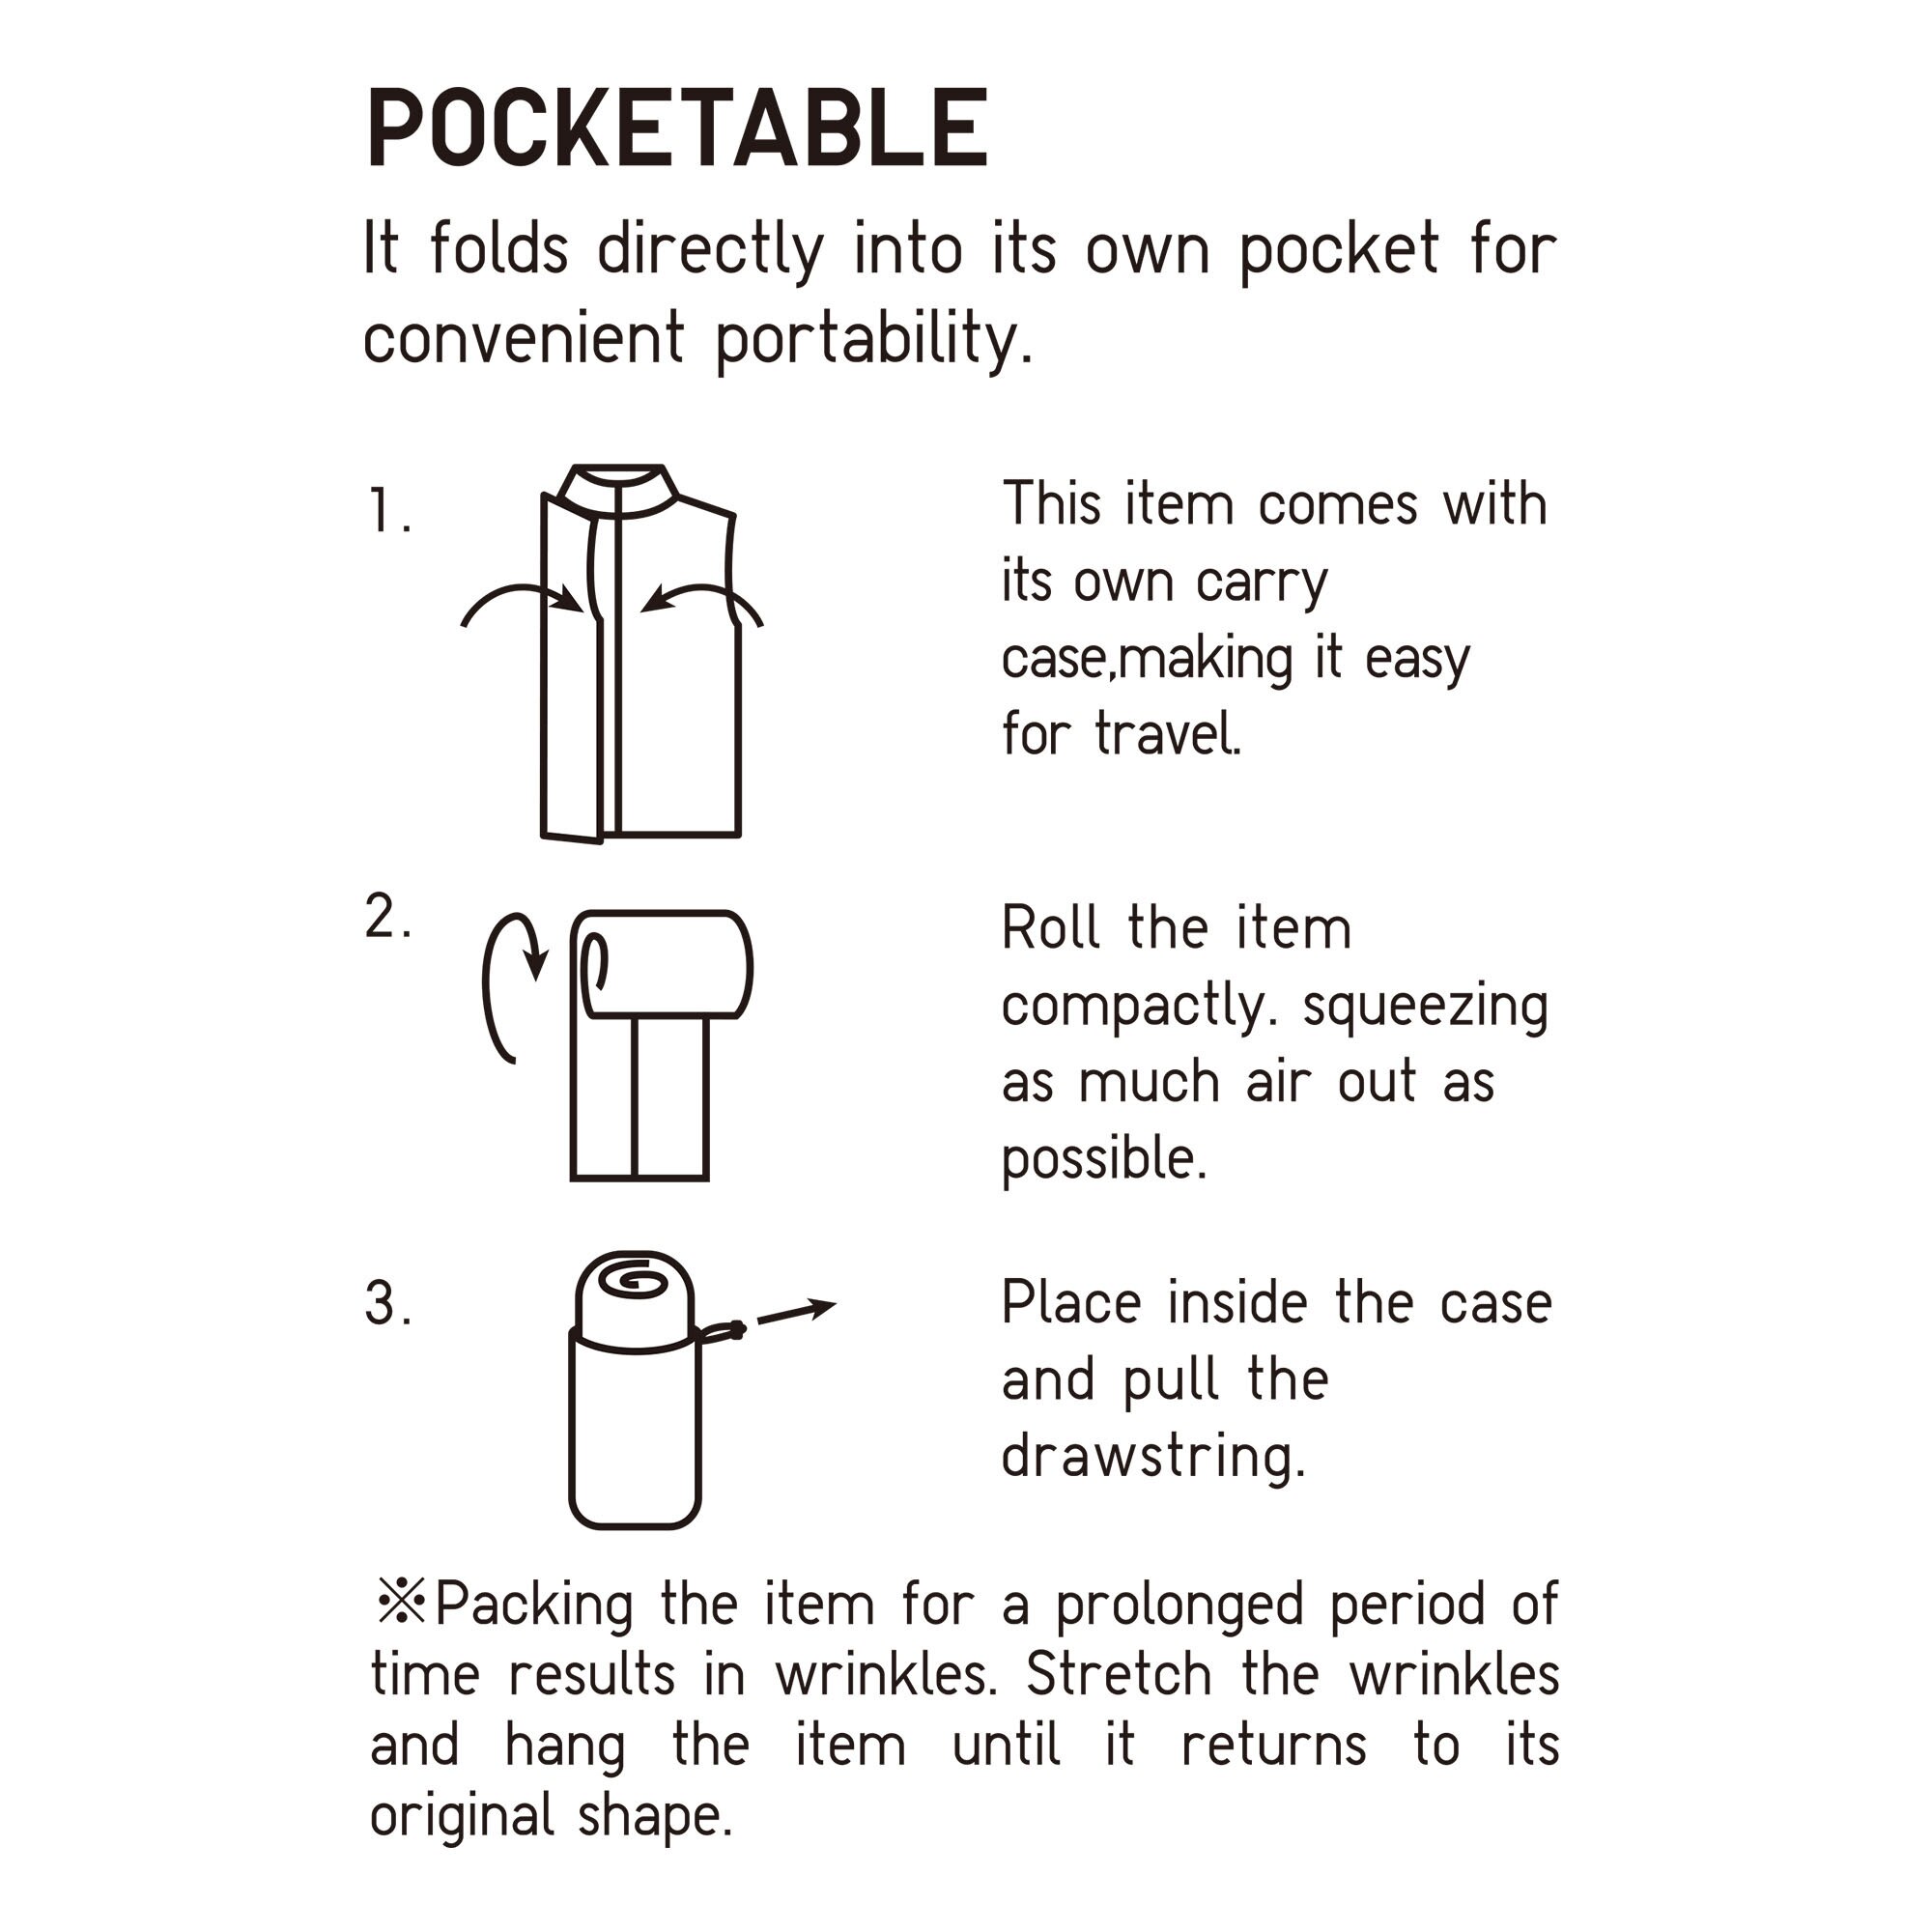 POCKETABLE
It folds directly into its own pocket for
convenient portability.
1.
This item comes with
its own carry
case,making it easy
for travel.
2.
Roll the item
compactly. squeezing
as much air out as
possible.
3.
Place inside the case
and pull the
drawstring.
※Packing the item for a prolonged period of
time results in wrinkles. Stretch the wrinkles
and hang the item until it returns to its
original shape.